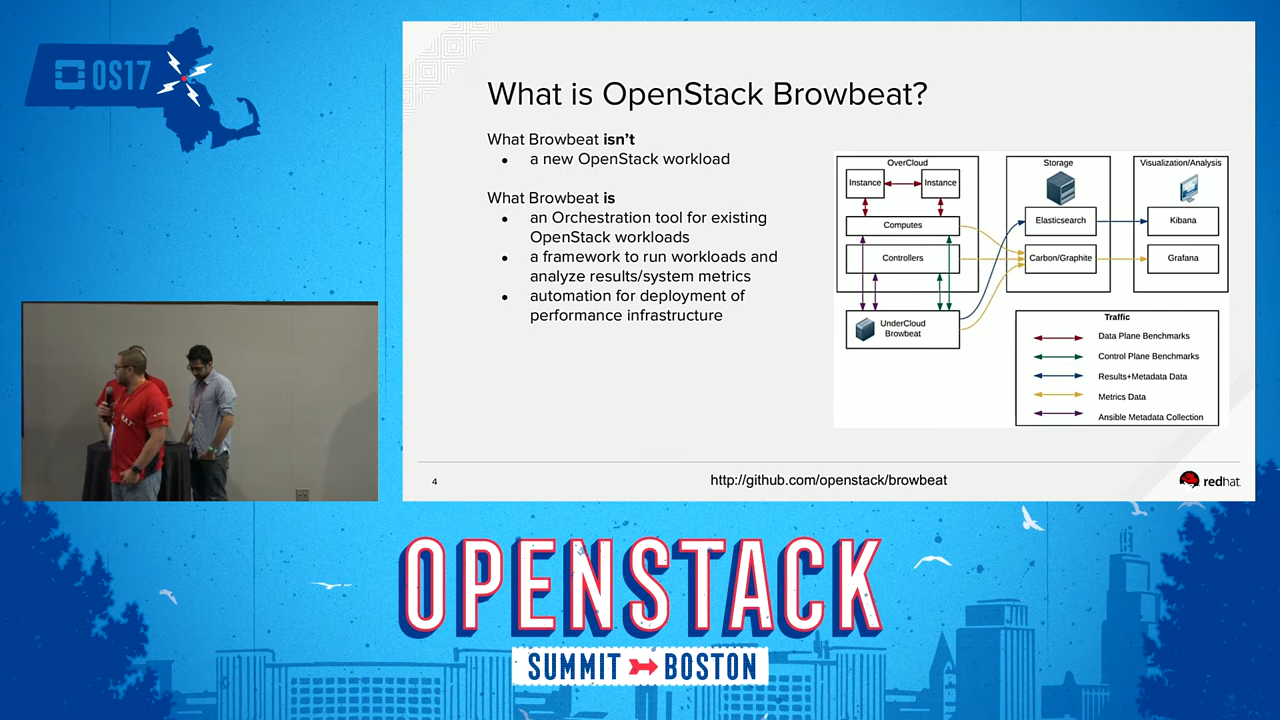 OS17
What is OpenStack Browbeat?
What Browbeat isn't
● a new OpenStack workload
What Browbeat is
● an Orchestration tool for existing
OpenStack workloads
● a framework to run workloads and
analyze results/system metrics
● automation for deployment of
performance infrastructure
OverCloud
Instance
Instance
Computes
Controllers
UnderCloud
Browbeat
Storage
Elasticsearch
Carbon/Graphite
Visualization/Analysis
Kibana
Grafana
Traffic
Data Plane Benchmarks
Control Plane Benchmarks
Results+Metadata Data
Metrics Data
Ansible Metadata Collection
4
http://github.com/openstack/browbeat
redhat.
OPENSTACK
SUMMIT BOSTON